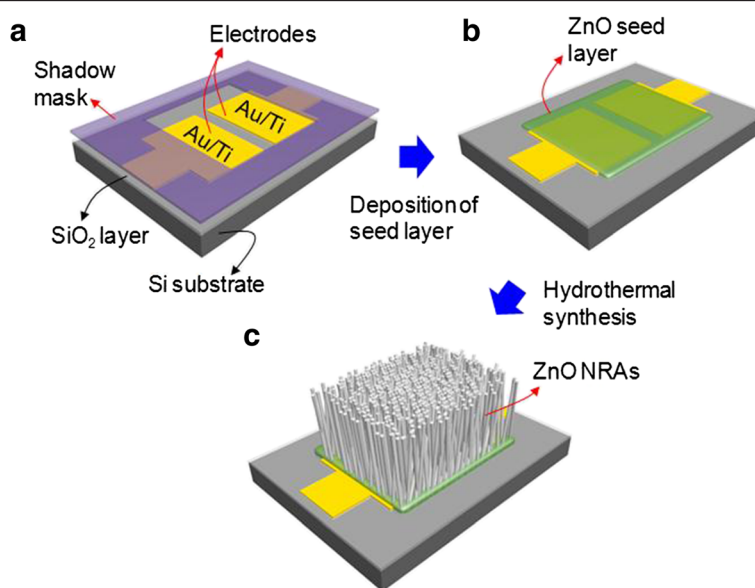 a
Electrodes
Shadow
mask
Au/Ti
Au/Ti
SiO₂ layer
Si substrate
Deposition of
seed layer
b
ZnO seed
layer
Hydrothermal
synthesis
c
ZnO NRAs